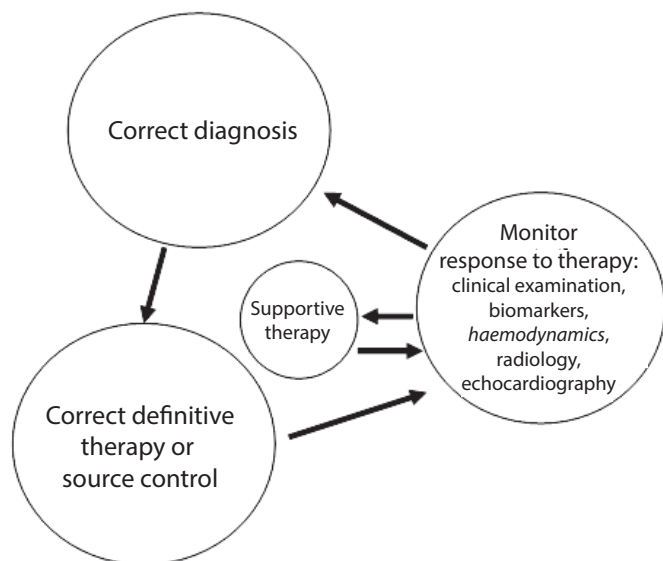 Correct diagnosis
Monitor
response to therapy:
clinical examination,
biomarkers,
haemodynamics,
radiology,
echocardiography
Supportive
therapy
Correct definitive
therapy or
source control